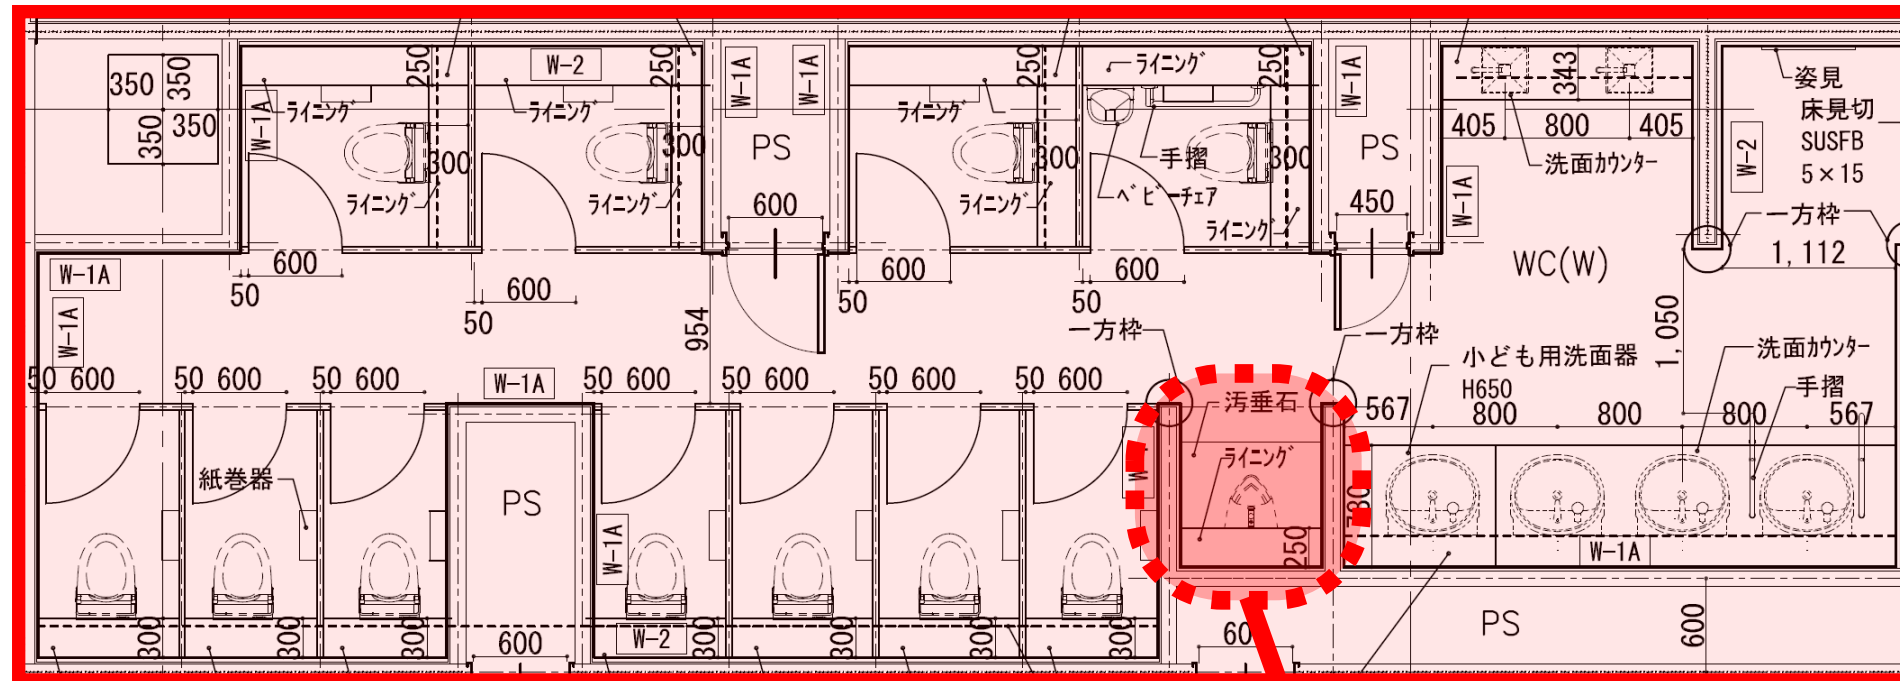 350
350
350
350
ﾗｲﾆﾝｸﾞ
W-1A
250
300
ﾗｲﾆﾝｸﾞ
W-2
ﾗｲﾆﾝｸﾞ
250
300
ﾗｲﾆﾝｸﾞ
W-1A
W-1A
PS
600
ﾗｲﾆﾝｸﾞ
250
300
ﾗｲﾆﾝｸﾞ
ﾗｲﾆﾝｸﾞ
250
手摺
ﾍﾞﾋﾞｰﾁｪｱ
300
ﾗｲﾆﾝｸﾞ
W-1A
PS
450
343
405
800
405
洗面ｶｳﾝﾀｰ
W-1A
姿見
床見切
SUSFB
5×15
W-2
一方枠
1,112
WC(W)
W-1A
W-1A
600
50
600
50
600
50
600
50
954
一方枠
一方枠
1,050
小ども用洗面器
H650
洗面ｶｳﾝﾀｰ
手摺
50 600
50 600
50 600
W-1A
50 600
50 600
50 600
50 600
汚垂石
567
800
800
800
567
紙巻器
PS
W-1A
ﾗｲﾆﾝｸﾞ
250
W-1A
300
300
300
600
W-2
300
300
300
300
PS
600